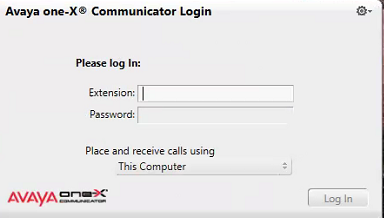 Avaya one-X® Communicator Login
Please log In:
Extension:
Password:
Place and receive calls using
This Computer
AVAYA one-X®
COMMUNICATOR
Log In